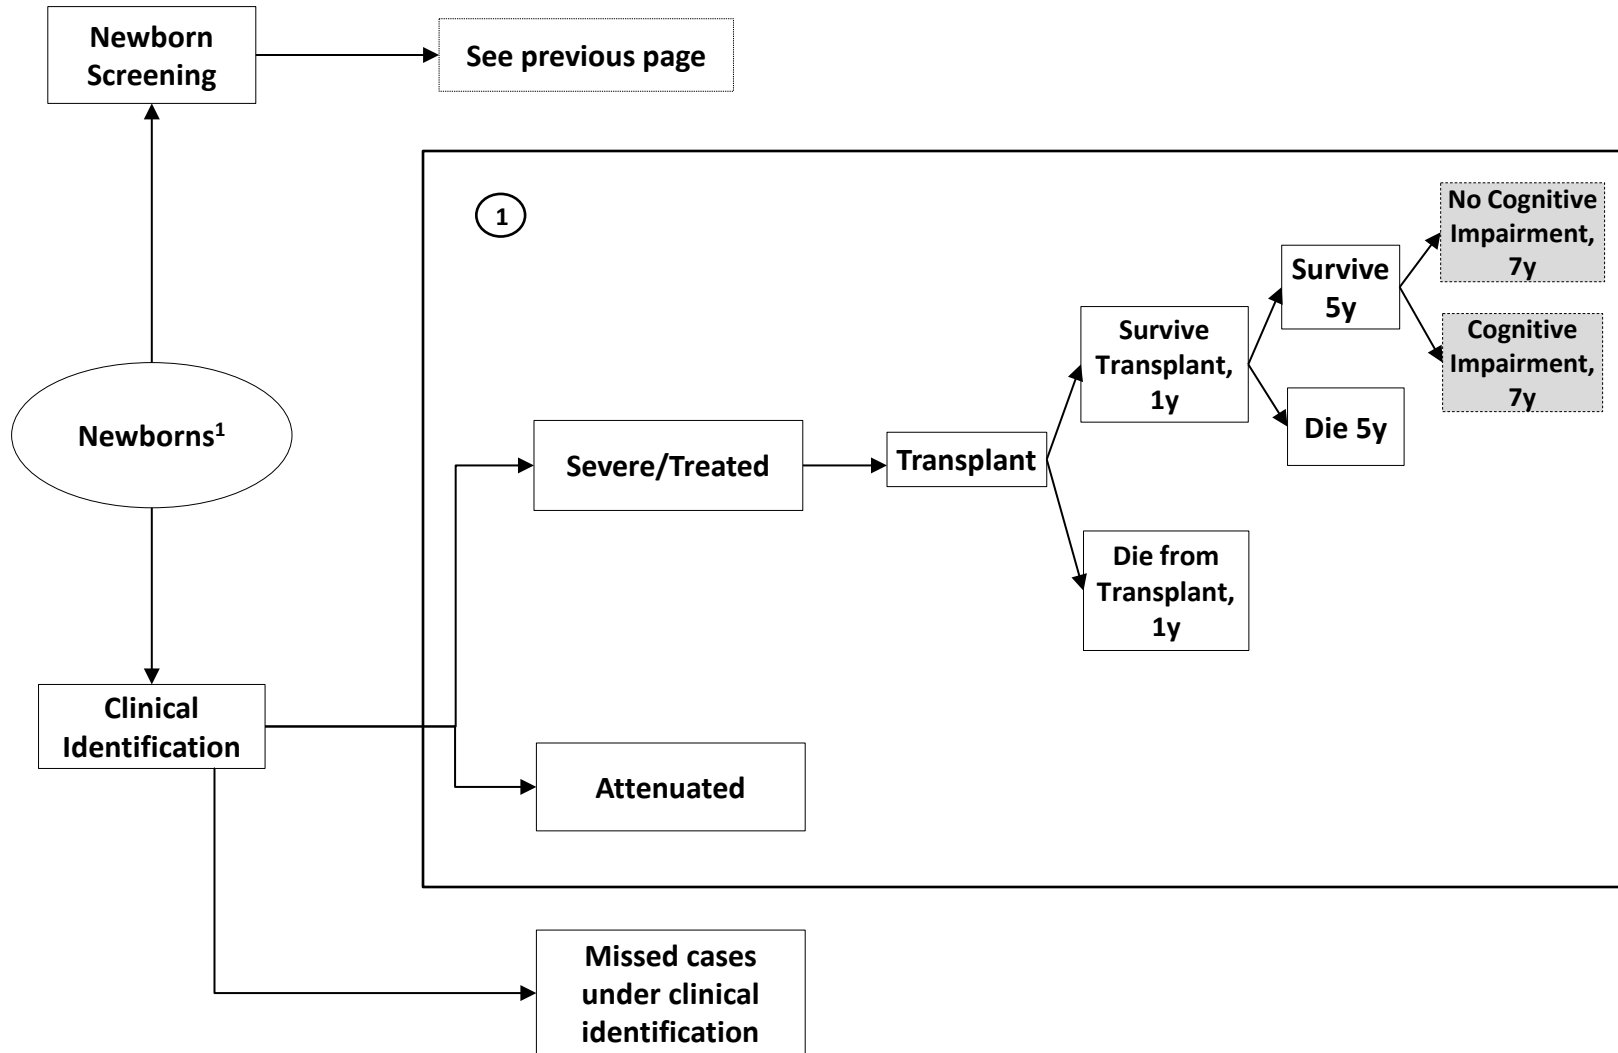 Newborn
Screening
See previous page
1
No Cognitive
Impairment,
7y
Survive
5y
Cognitive
Impairment,
7y
Survive
Transplant,
1y
Die 5y
Newborns1
Severe/Treated
Transplant
Die from
Transplant,
1y
Clinical
Identification
Attenuated
Missed cases
under clinical
identification